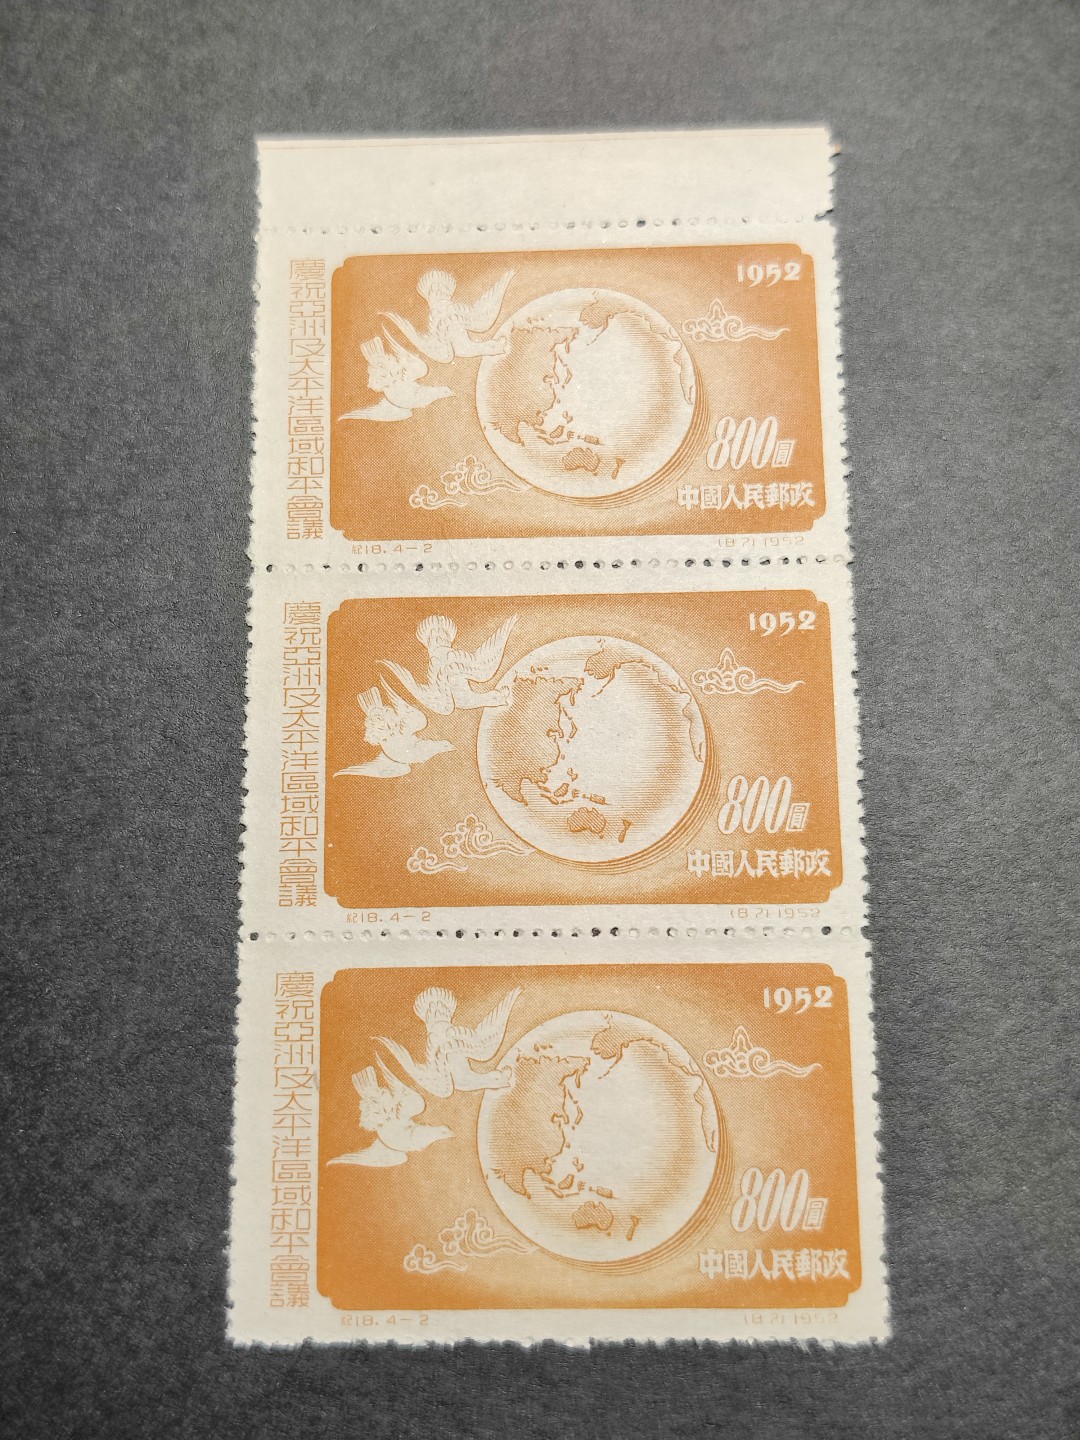 慶祝亞洲及太平洋區域和平會議
1952
800圓
中國人民郵政
紀18.4-2
(87)1952
慶祝亞洲及太平洋區域和平會議
1952
800圓
中國人民郵政
紀18.4-2
(87)1952
慶祝亞洲及太平洋區域和平會議
1952
800圓
中國人民郵政
紀18.4-2
(87)1952